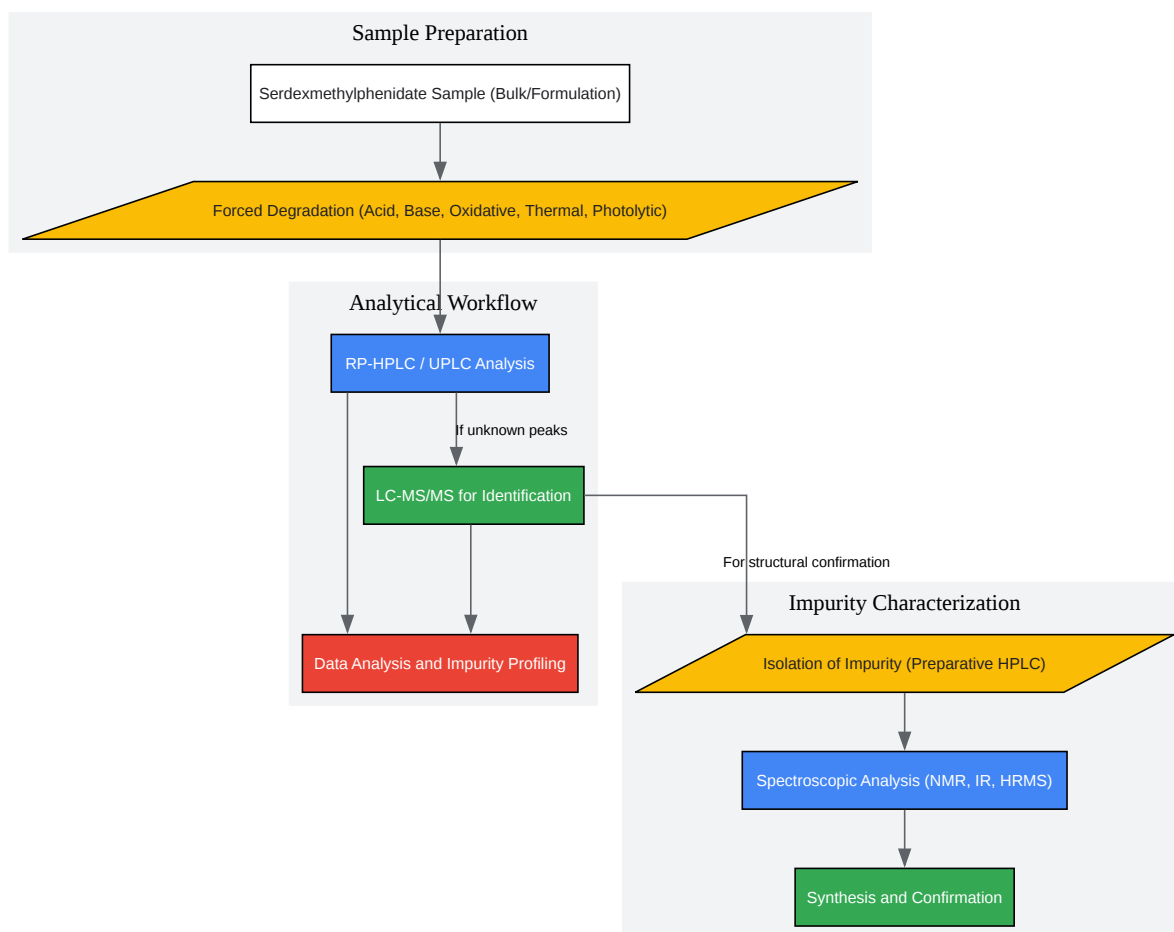 Sample Preparation
Serdexmethylphenidate Sample (Bulk/Formulation)
Forced Degradation (Acid, Base, Oxidative, Thermal, Photolytic)
Analytical Workflow
RP-HPLC / UPLC Analysis
If unknown peaks
LC-MS/MS for Identification
For structural confirmation
Impurity Characterization
Data Analysis and Impurity Profiling
Isolation of Impurity (Preparative HPLC)
Spectroscopic Analysis (NMR, IR, HRMS)
Synthesis and Confirmation